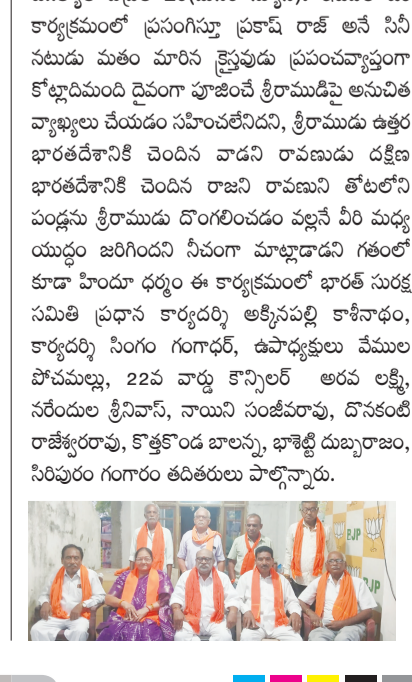 కార్యక్రమంలో ప్రసంగిస్తూ ప్రకాష్ రాజ్ అనే సినీ
నటుడు మతం మారిన క్రైస్తవుడు ప్రపంచవ్యాప్తంగా
కోట్లాదిమంది దైవంగా పూజించే శ్రీరాముడిపై అనుచిత
వ్యాఖ్యలు చేయడం సహించలేనిదని, శ్రీరాముడు ఉత్తర
భారతదేశానికి చెందిన వాడని రావణుడు దక్షిణ
భారతదేశానికి చెందిన రాజని రావణుని తోటలోని
పండ్లను శ్రీరాముడు దొంగలించడం వల్లనే వీరి మధ్య
యుద్ధం జరిగిందని నీచంగా మాట్లాడాడని గతంలో
కూడా హిందూ ధర్మం ఈ కార్యక్రమంలో భారత్ సురక్ష
సమితి ప్రధాన కార్యదర్శి అక్కినపల్లి కాశీనాథం,
కార్యదర్శి సింగం గంగాధర్, ఉపాధ్యక్షులు వేముల
పోచమల్లు, 22వ వార్డు కౌన్సిలర్ అరవ లక్ష్మి,
నరేందుల శ్రీనివాస్, నాయిని సంజీవరావు, దొనకంటి
రాజేశ్వరరావు, కొత్తకొండ బాలన్న, భాశెట్టి దుబ్బరాజం,
సిరిపురం గంగారం తదితరులు పాల్గొన్నారు.
BJP
BJP